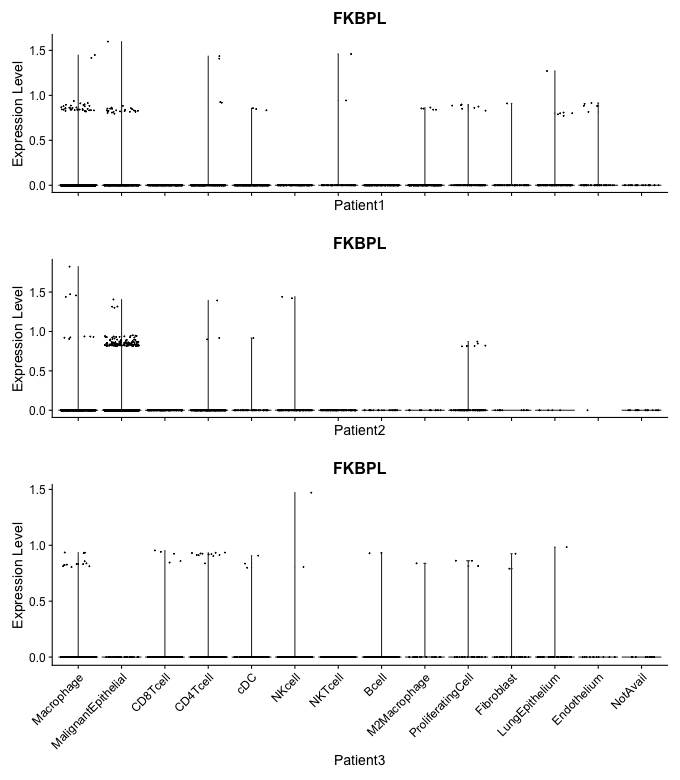 FKBPL
Expression Level
1.5
1.0
0.5
0.0
Patient1
FKBPL
Expression Level
1.5
1.0
0.5
0.0
Patient2
FKBPL
Expression Level
1.5
1.0
0.5
0.0
Macrophage
MalignantEpithelial
CD8Tcell
CD4Tcell
cDC
NKcell
NKTcell
Bcell
M2Macrophage
ProliferatingCell
Fibroblast
LungEpithelium
Endothelium
NotAvail
Patient3